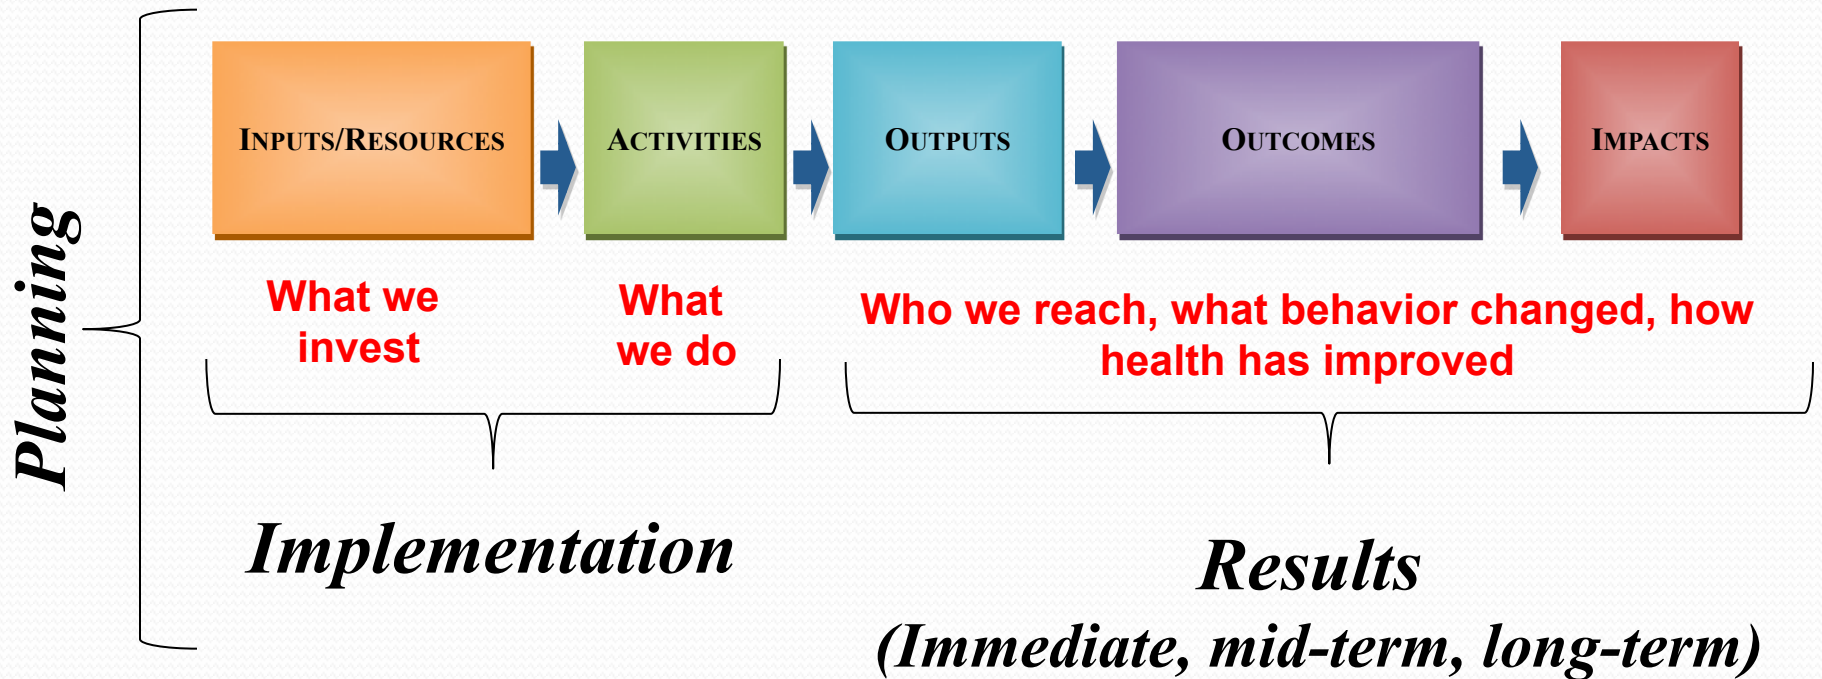 Planning
INPUTS/RESOURCES
ACTIVITIES
OUTPUTS
OUTCOMES
IMPACTS
What we
invest
What
we do
Who we reach, what behavior changed, how
health has improved
Implementation
Results
(Immediate, mid-term, long-term)